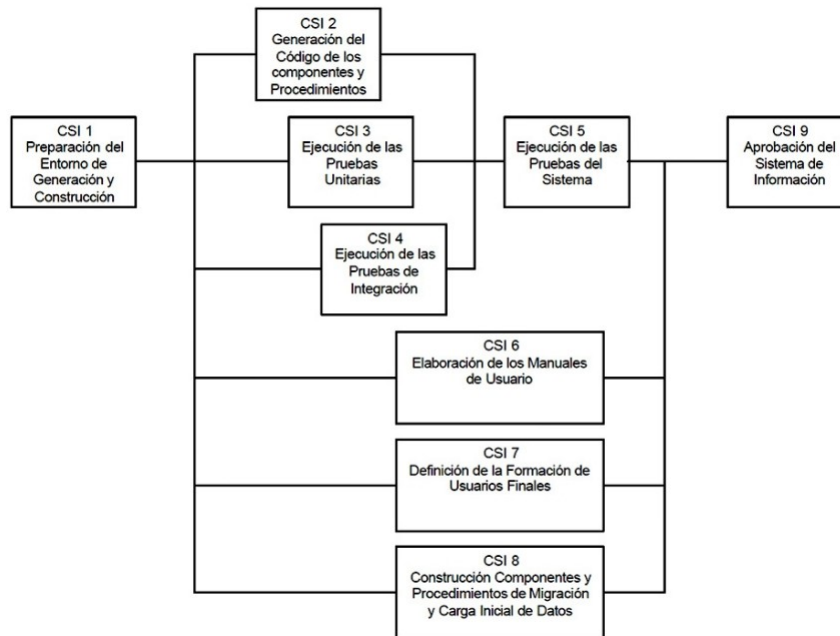 CSI 2
Generación del
Código de los
componentes y
Procedimientos
CSI 1
Preparación del
Entorno de
Generación y
Construcción
CSI 3
Ejecución de las
Pruebas
Unitarias
CSI 5
Ejecución de las
Pruebas del
Sistema
CSI 9
Aprobación del
Sistema de
Información
CSI 4
Ejecución de las
Pruebas de
Integración
CSI 6
Elaboración de los Manuales
de Usuario
CSI 7
Definición de la Formación de
Usuarios Finales
CSI 8
Construcción Componentes y
Procedimientos de Migración
y Carga Inicial de Datos